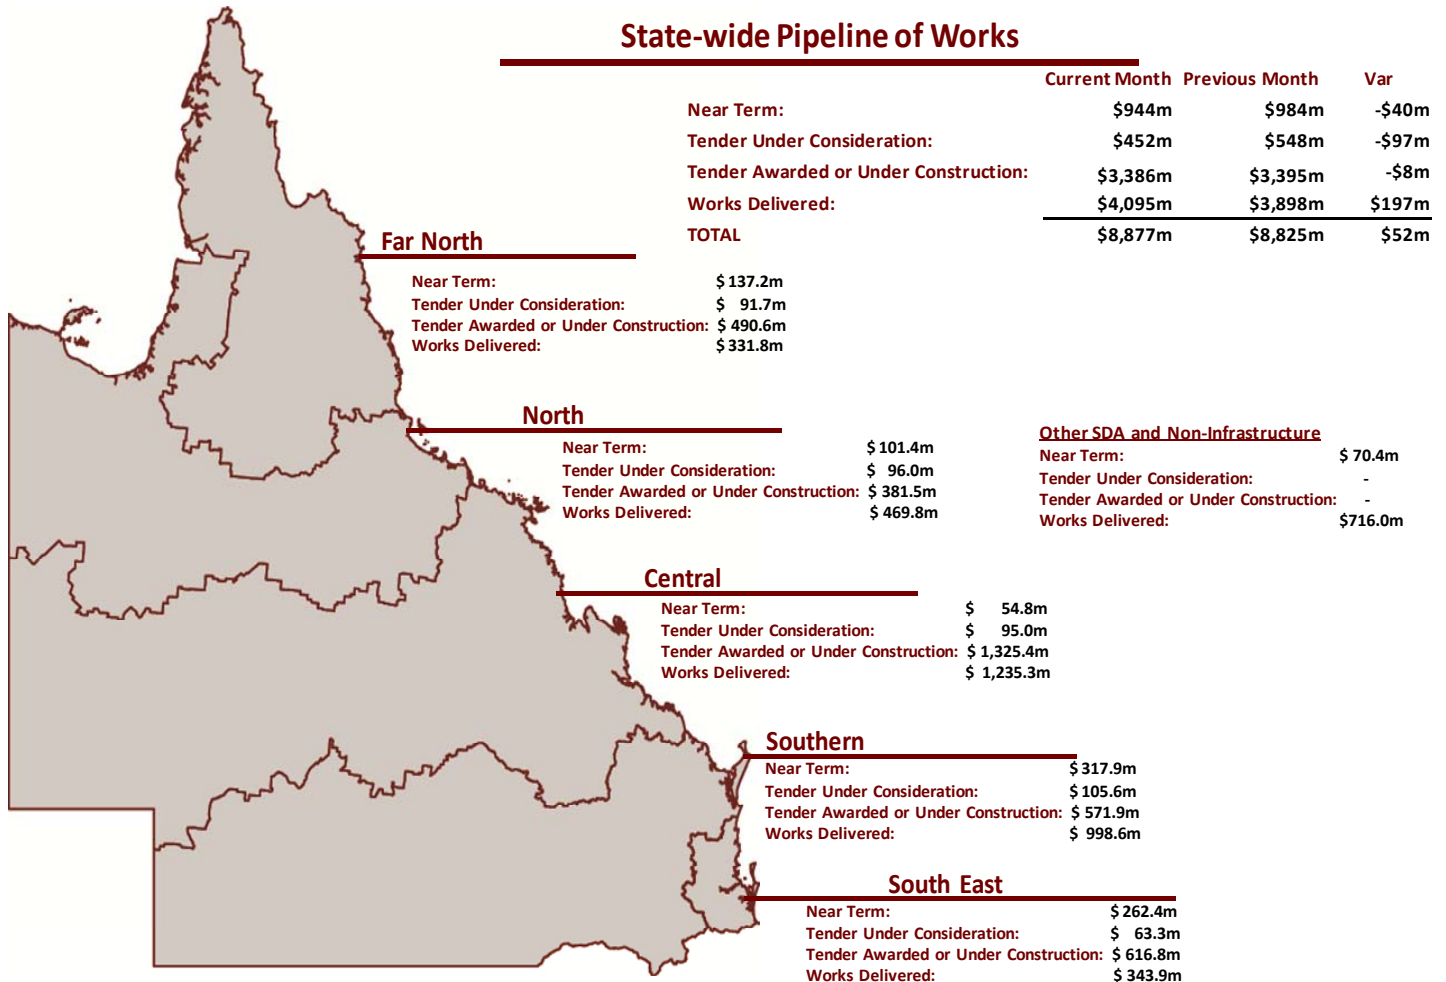 State-wide Pipeline of Works
Current Month Previous Month Var
Near Term: $944m $984m -$40m
Tender Under Consideration: $452m $548m -$97m
Tender Awarded or Under Construction: $3,386m $3,395m -$8m
Works Delivered: $4,095m $3,898m $197m
TOTAL $8,877m $8,825m $52m
Far North
Near Term: $ 137.2m
Tender Under Consideration: $ 91.7m
Tender Awarded or Under Construction: $ 490.6m
Works Delivered: $ 331.8m
North
Near Term: $ 101.4m
Tender Under Consideration: $ 96.0m
Tender Awarded or Under Construction: $ 381.5m
Works Delivered: $ 469.8m
Other SDA and Non-Infrastructure
Near Term: $ 70.4m
Tender Under Consideration: -
Tender Awarded or Under Construction: -
Works Delivered: $716.0m
Central
Near Term: $ 54.8m
Tender Under Consideration: $ 95.0m
Tender Awarded or Under Construction: $ 1,325.4m
Works Delivered: $ 1,235.3m
Southern
Near Term: $ 317.9m
Tender Under Consideration: $ 105.6m
Tender Awarded or Under Construction: $ 571.9m
Works Delivered: $ 998.6m
South East
Near Term: $ 262.4m
Tender Under Consideration: $ 63.3m
Tender Awarded or Under Construction: $ 616.8m
Works Delivered: $ 343.9m